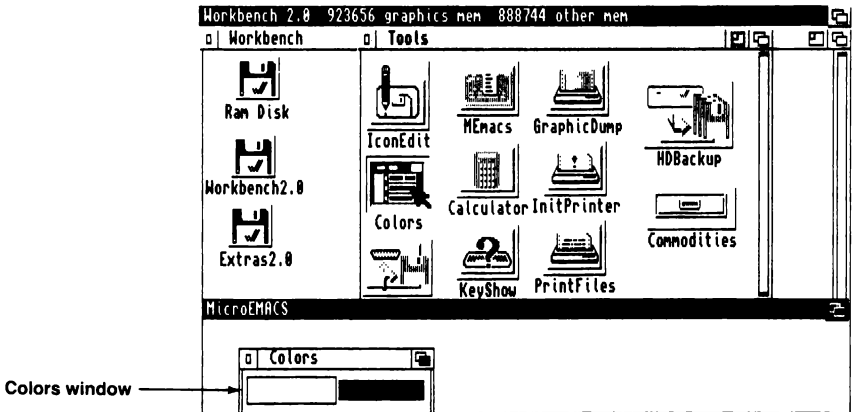 Workbench 2.0 923656 graphics mem 888744 other mem
Workbench
Tools
Ram Disk
Workbench2.0
Extras2.0
IconEdit
MEmacs
GraphicDump
HDBackup
Colors
Calculator
InitPrinter
Commodities
KeyShow
PrintFiles
MicroEMACS
Colors
Colors window